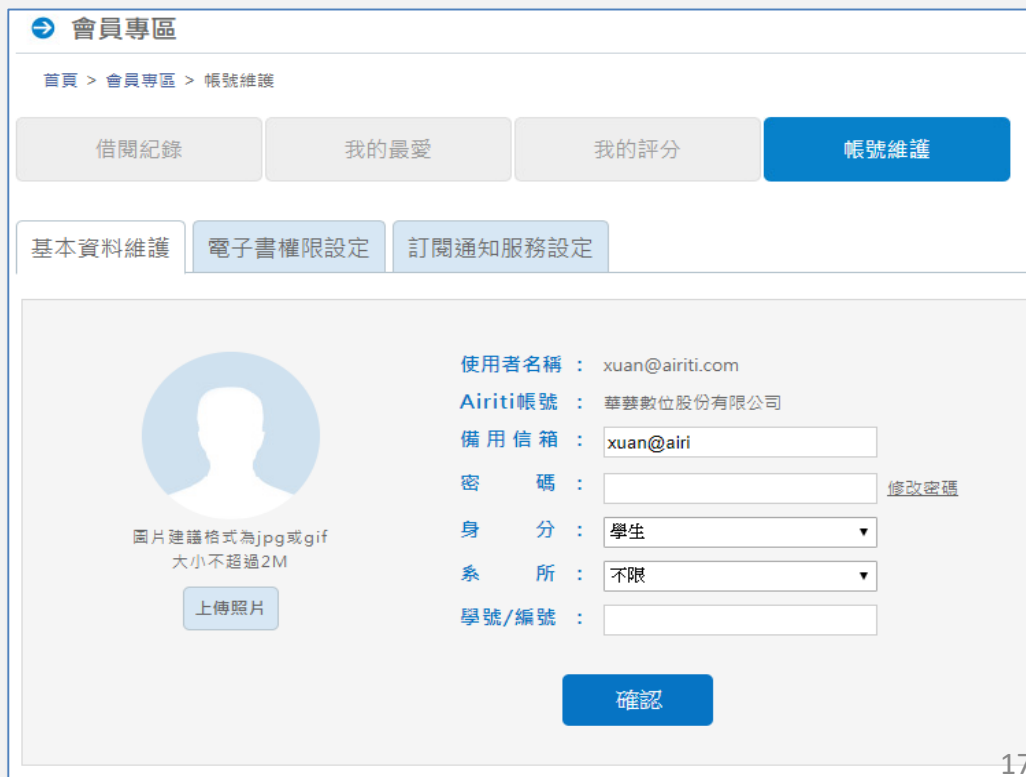 會員專區
首頁 > 會員專區 > 帳號維護
借閱紀錄 我的最愛 我的評分 帳號維護
基本資料維護 電子書權限設定 訂閱通知服務設定
使用者名稱 : xuan@airiti.com
Airiti帳號 : 華藝數位股份有限公司
備用信箱 : xuan@airi
密碼 : 修改密碼
身分 : 學生
系所 : 不限
學號/編號 :
圖片建議格式為jpg或gif
大小不超過2M
上傳照片
確認
17